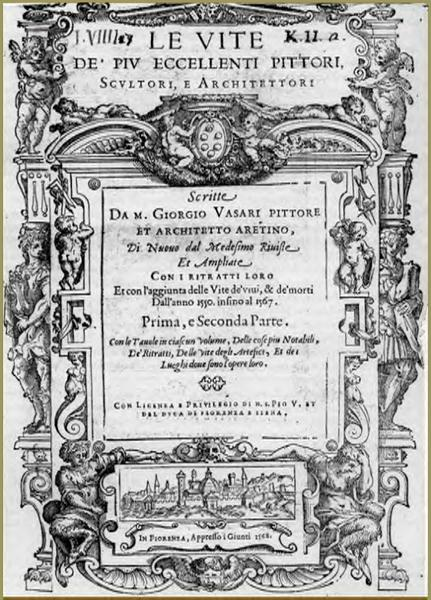 LE VITE
DE' PIV ECCELLENTI PITTORI,
SCVLTORI, E ARCHITETTORI
Scritte
DA M. GIORGIO VASARI PITTORE
ET ARCHITETTO ARETINO,
Di Nuouo dal Medesimo Riuiste
Et Ampliate
CON I RITRATTI LORO
Et con l'aggiunta delle Vite de'viui, & de'morti
Dall'anno 1550. insino al 1567.
Prima, e Seconda Parte.
Con le Tauole in ciascun volume, Delle cose piu Notabili,
De' Ritratti, Delle vite degli Artefici, Et dei
Luoghi doue sono l'opere loro.
CON LICENZA E PRIVILEGIO DI N. S. PIO V. ET
DEL DVCA DI FIORENZA E SIENA.
IN FIORENZA, Appresso i Giunti 1568.